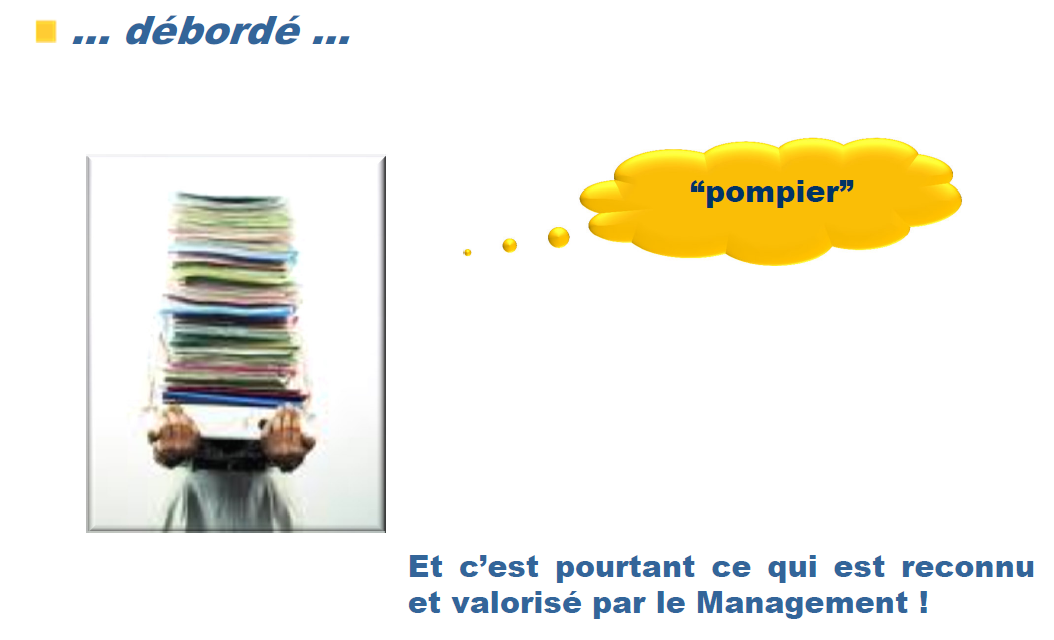 ... débordé ...
“pompier”
Et c’est pourtant ce qui est reconnu
et valorisé par le Management !